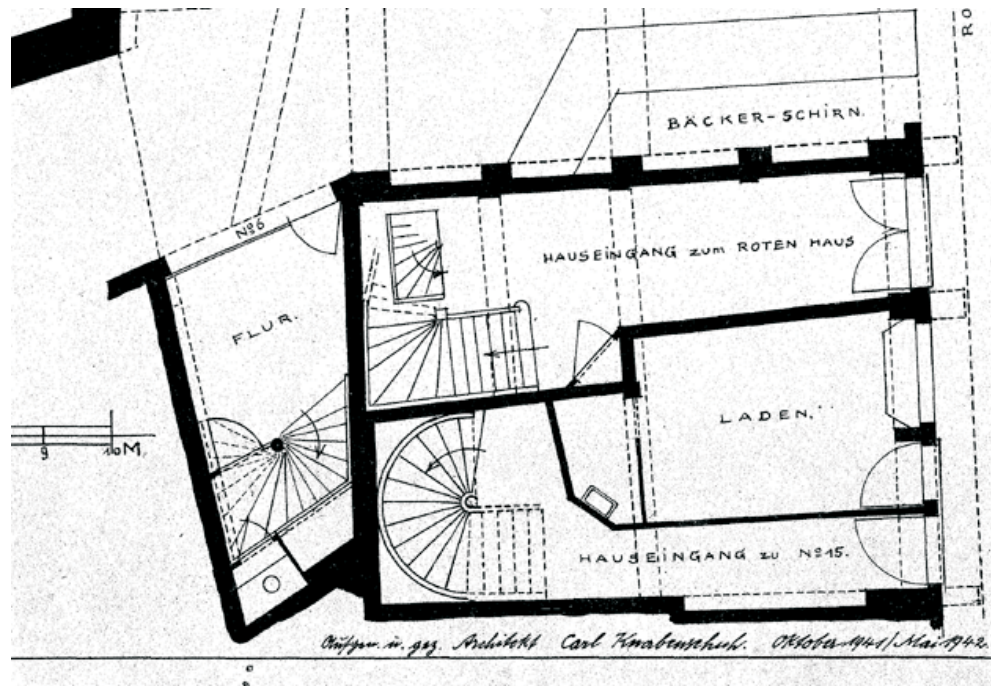 RO
BÄCKER-SCHIRN.
Nº6
HAUSEINGANG zum ROTEN HAUS
FLUR.
LADEN.
9 10 M
HAUSEINGANG zu Nº15.
Aufgen. u. gez. Architekt Carl Knabenschuh. Oktober 1941/Mai 1942.